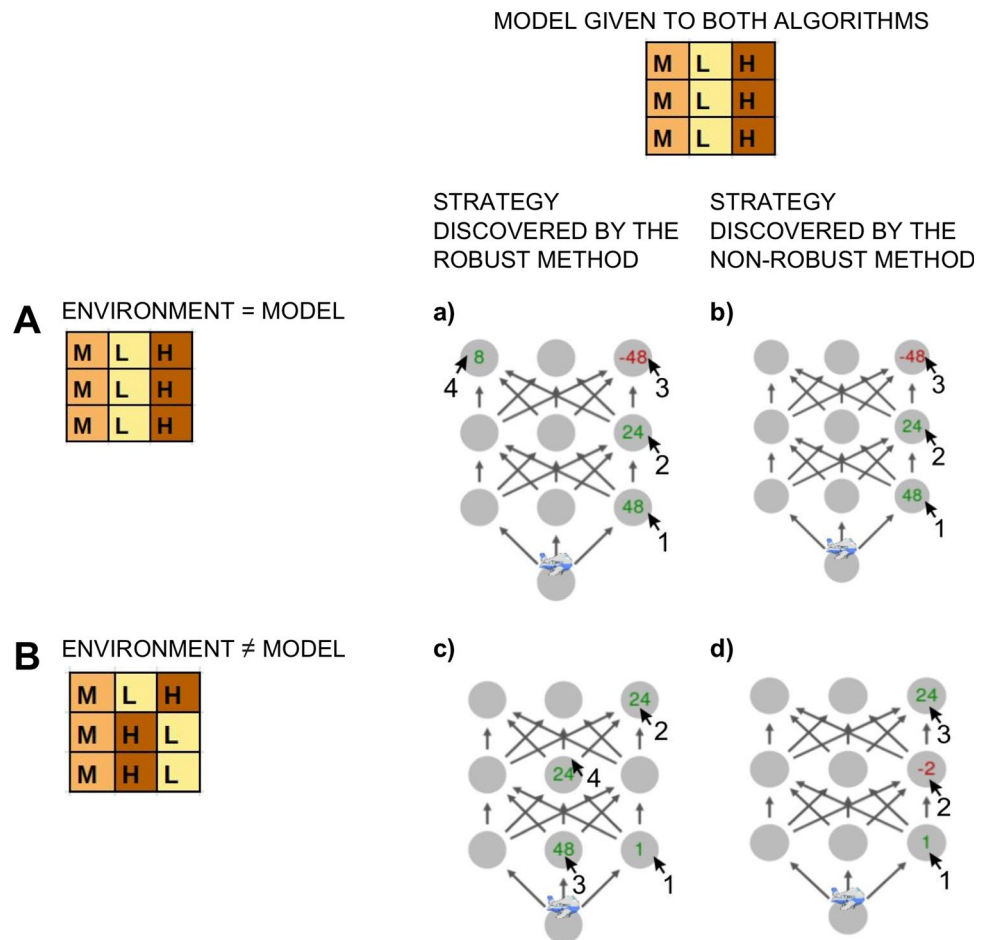 MODEL GIVEN TO BOTH ALGORITHMS
M L H
M L H
M L H
STRATEGY
DISCOVERED BY THE
ROBUST METHOD
STRATEGY
DISCOVERED BY THE
NON-ROBUST METHOD
A ENVIRONMENT = MODEL
M L H
M L H
M L H
a)
8 -48
4 3
24
2
48
1
b)
-48
3
24
2
48
1
B ENVIRONMENT ≠ MODEL
M L H
M H L
M H L
c)
24
2
24 4
48 1
3 1
d)
24
3
-2
2
1
1